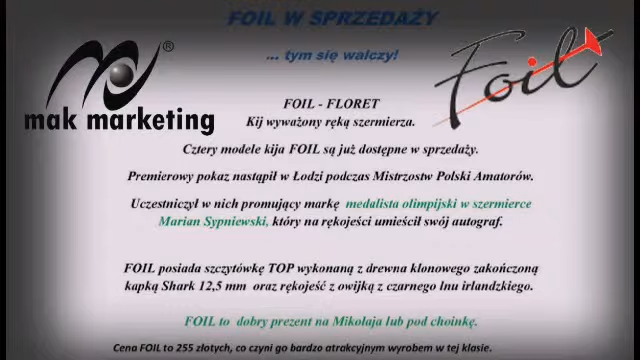 FOIL W SPRZEDAŻY
... tym się walczy!
mak marketing ®
Foil
FOIL - FLORET
Kij wyważony ręką szermierza.
Cztery modele kija FOIL są już dostępne w sprzedaży.
Premierowy pokaz nastąpił w Łodzi podczas Mistrzostw Polski Amatorów.
Uczestniczył w nich promujący markę medalista olimpijski w szermierce
Marian Sypniewski, który na rękojeści umieścił swój autograf.
FOIL posiada szczytówkę TOP wykonaną z drewna klonowego zakończoną
kapką Shark 12,5 mm oraz rękojeść z owijką z czarnego lnu irlandzkiego.
FOIL to dobry prezent na Mikołaja lub pod choinkę.
Cena FOIL to 255 złotych, co czyni go bardzo atrakcyjnym wyrobem w tej klasie.